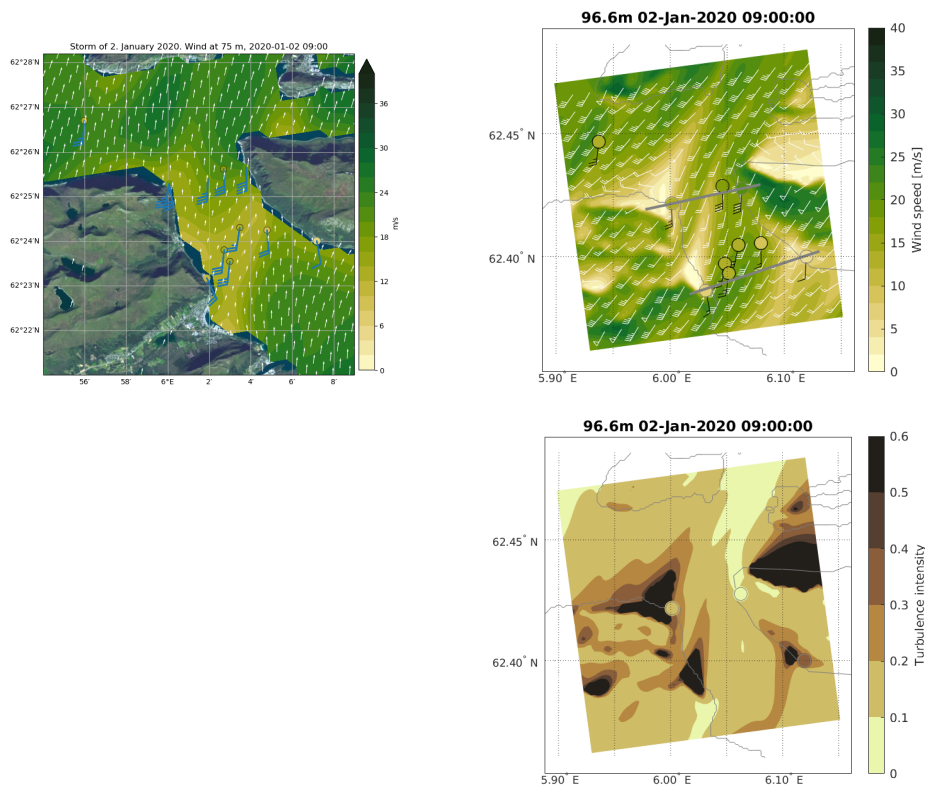 Storm of 2. January 2020. Wind at 75 m, 2020-01-02 09:00
62°28'N
62°27'N
62°26'N
62°25'N
62°24'N
62°23'N
62°22'N
56'
58'
6°E
2'
4'
6'
8'
36
30
24
18
12
6
0
m/s
96.6m 02-Jan-2020 09:00:00
62.45° N
62.40° N
5.90° E
6.00° E
6.10° E
40
35
30
25
20
15
10
5
0
Wind speed [m/s]
96.6m 02-Jan-2020 09:00:00
62.45° N
62.40° N
5.90° E
6.00° E
6.10° E
0.6
0.5
0.4
0.3
0.2
0.1
0
Turbulence intensity